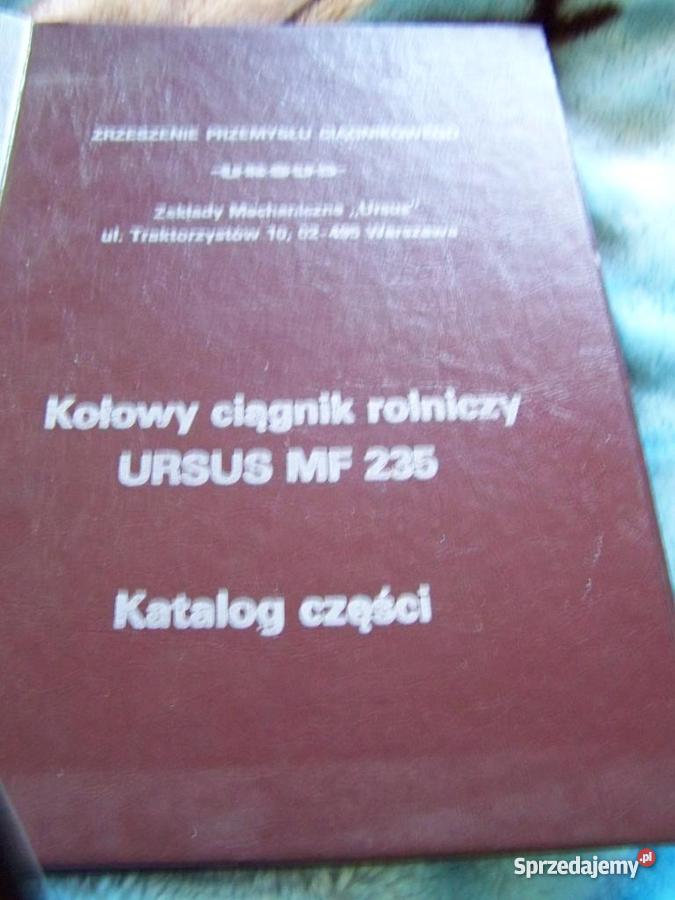 ZRZESZENIE PRZEMYSŁU CIĄGNIKOWEGO
-URSUS-
Zakłady Mechaniczne „Ursus”
ul. Traktorzystów 10, 02-495 Warszawa
Kołowy ciągnik rolniczy
URSUS MF 235
Katalog części
Sprzedajemy.pl